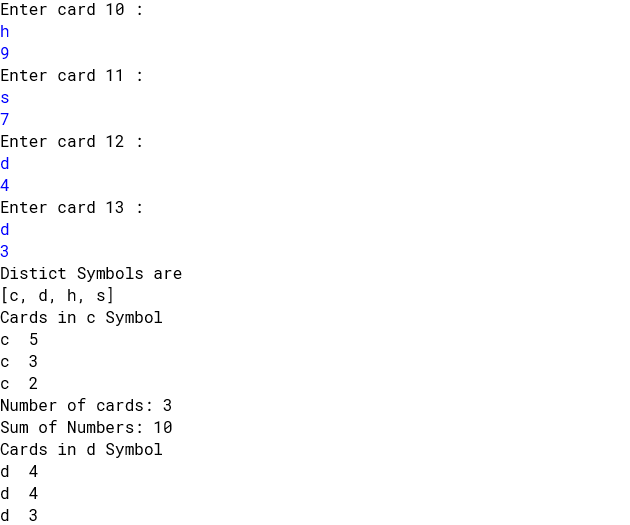 Enter card 10 :
h
9
Enter card 11 :
s
7
Enter card 12 :
d
4
Enter card 13 :
d
3
Distict Symbols are
[c, d, h, s]
Cards in c Symbol
c  5
c  3
c  2
Number of cards: 3
Sum of Numbers: 10
Cards in d Symbol
d  4
d  4
d  3